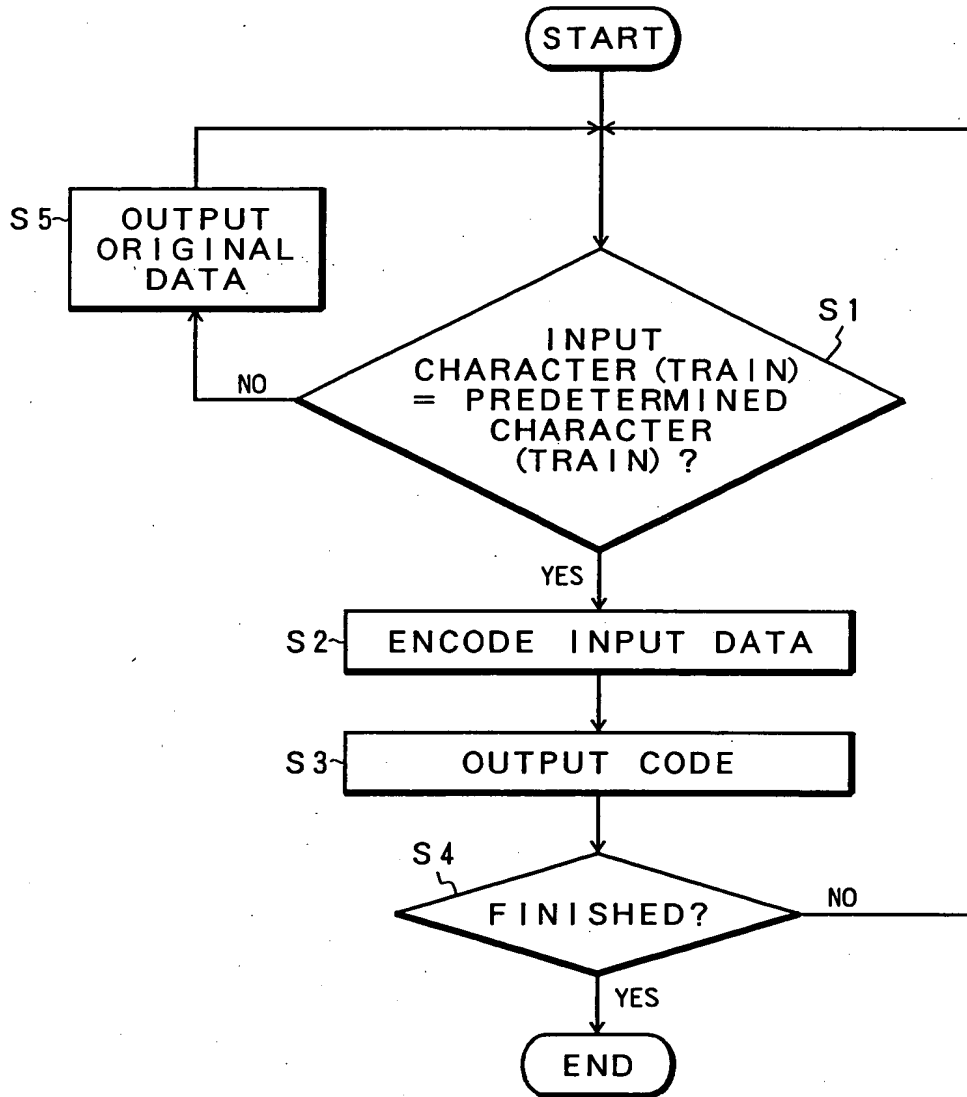 START
S5
OUTPUT
ORIGINAL
DATA
S1
INPUT
CHARACTER (TRAIN)
= PREDETERMINED
CHARACTER
(TRAIN) ?
NO
YES
S2
ENCODE INPUT DATA
S3
OUTPUT CODE
S4
FINISHED?
NO
YES
END